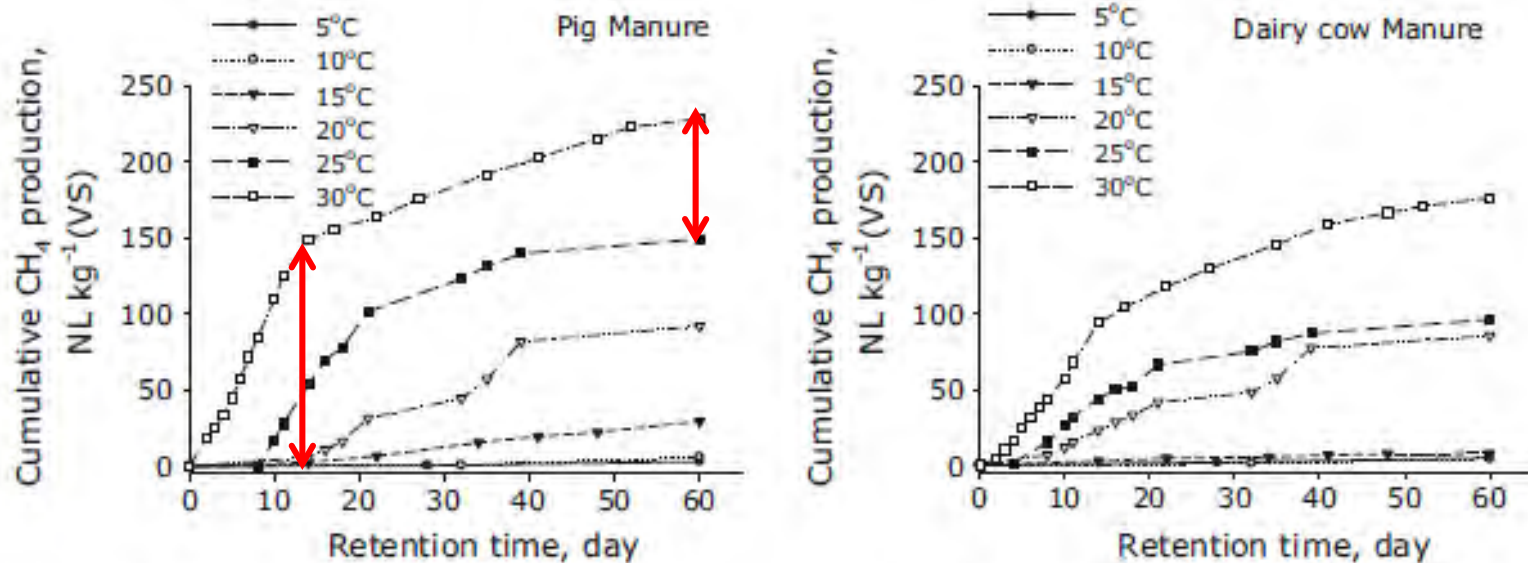 5°C
10°C
15°C
20°C
25°C
30°C
Pig Manure
Cumulative CH₄ production,
NL kg⁻¹(VS)
250
200
150
100
50
0
0 10 20 30 40 50 60
Retention time, day
5°C
10°C
15°C
20°C
25°C
30°C
Dairy cow Manure
Cumulative CH₄ production,
NL kg⁻¹(VS)
250
200
150
100
50
0
0 10 20 30 40 50 60
Retention time, day